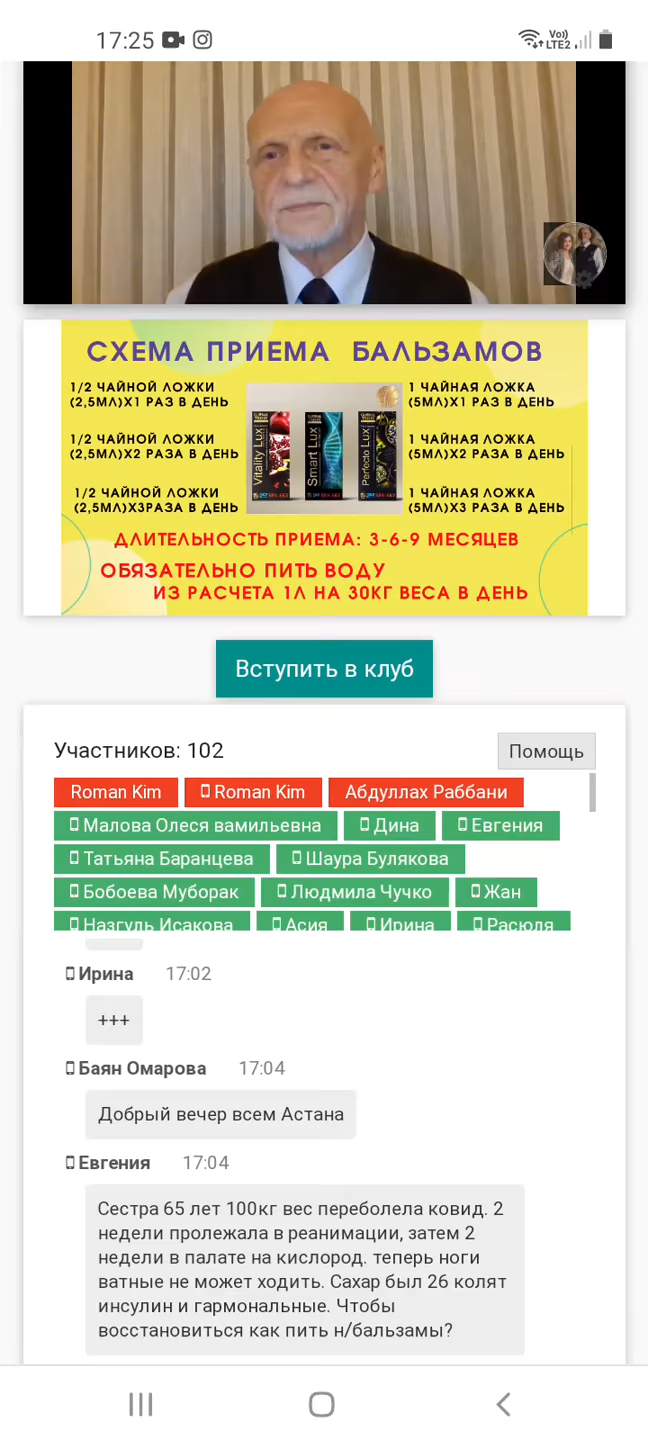 17:25
Vo))
LTE2
СХЕМА ПРИЕМА БАЛЬЗАМОВ
1/2 ЧАЙНОЙ ЛОЖКИ
(2,5МЛ)Х1 РАЗ В ДЕНЬ
1/2 ЧАЙНОЙ ЛОЖКИ
(2,5МЛ)Х2 РАЗА В ДЕНЬ
1/2 ЧАЙНОЙ ЛОЖКИ
(2,5МЛ)Х3РАЗА В ДЕНЬ
Vitality Lux
Smart Lux
Perfecto Lux
1 ЧАЙНАЯ ЛОЖКА
(5МЛ)Х1 РАЗ В ДЕНЬ
1 ЧАЙНАЯ ЛОЖКА
(5МЛ)Х2 РАЗА В ДЕНЬ
1 ЧАЙНАЯ ЛОЖКА
(5МЛ)Х3 РАЗА В ДЕНЬ
ДЛИТЕЛЬНОСТЬ ПРИЕМА: 3-6-9 МЕСЯЦЕВ
ОБЯЗАТЕЛЬНО ПИТЬ ВОДУ
ИЗ РАСЧЕТА 1Л НА 30КГ ВЕСА В ДЕНЬ
Вступить в клуб
Участников: 102
Помощь
Roman Kim Roman Kim Абдуллах Раббани
Малова Олеся вамильевна Дина Евгения
Татьяна Баранцева Шаура Булякова
Бобоева Муборак Людмила Чучко Жан
Назгуль Исакова Асия Ирина Расюля
Ирина 17:02
+++
Баян Омарова 17:04
Добрый вечер всем Астана
Евгения 17:04
Сестра 65 лет 100кг вес переболела ковид. 2
недели пролежала в реанимации, затем 2
недели в палате на кислород. теперь ноги
ватные не может ходить. Сахар был 26 колят
инсулин и гармональные. Чтобы
восстановиться как пить н/бальзамы?